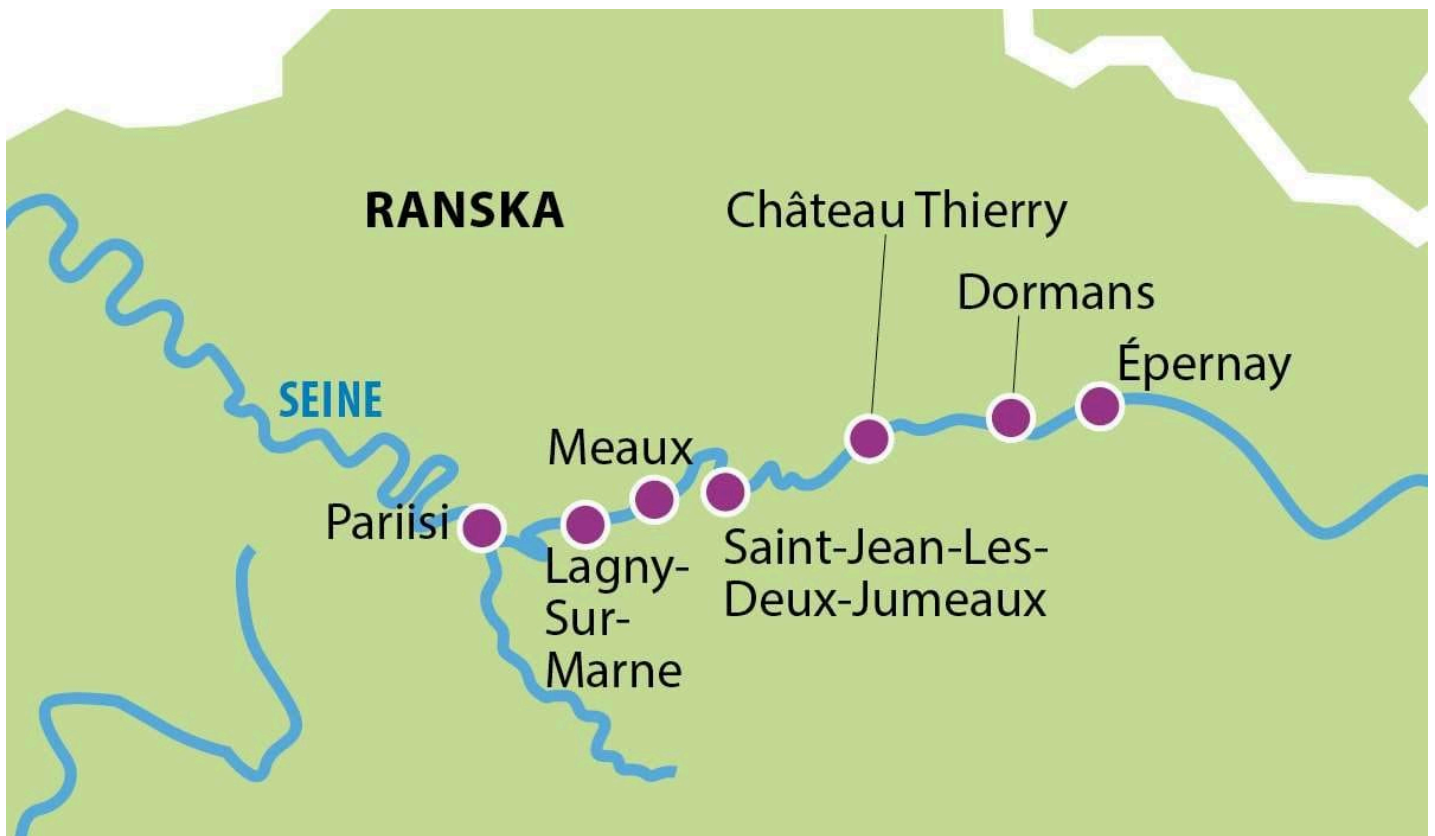 RANSKA
Château Thierry
Dormans
Épernay
SEINE
Meaux
Pariisi
Lagny-
Sur-
Marne
Saint-Jean-Les-
Deux-Jumeaux